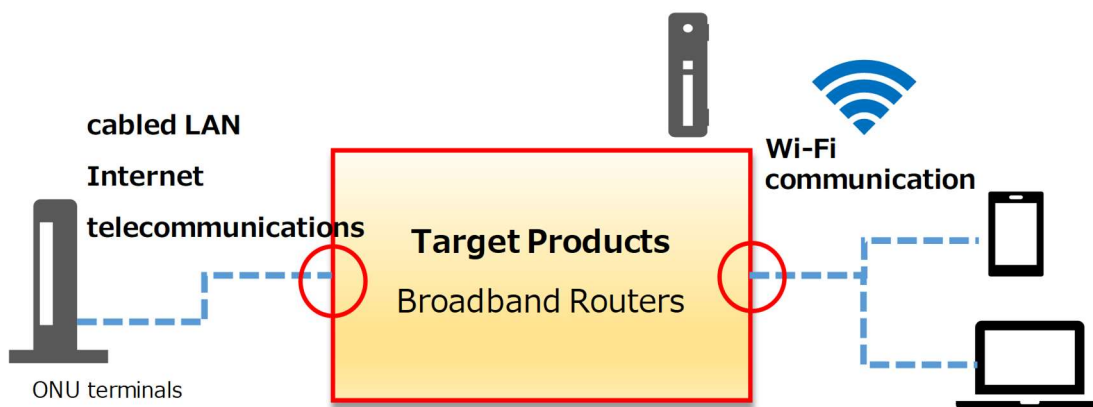 cabled LAN
Internet
telecommunications
Wi-Fi
communication
Target Products
Broadband Routers
ONU terminals